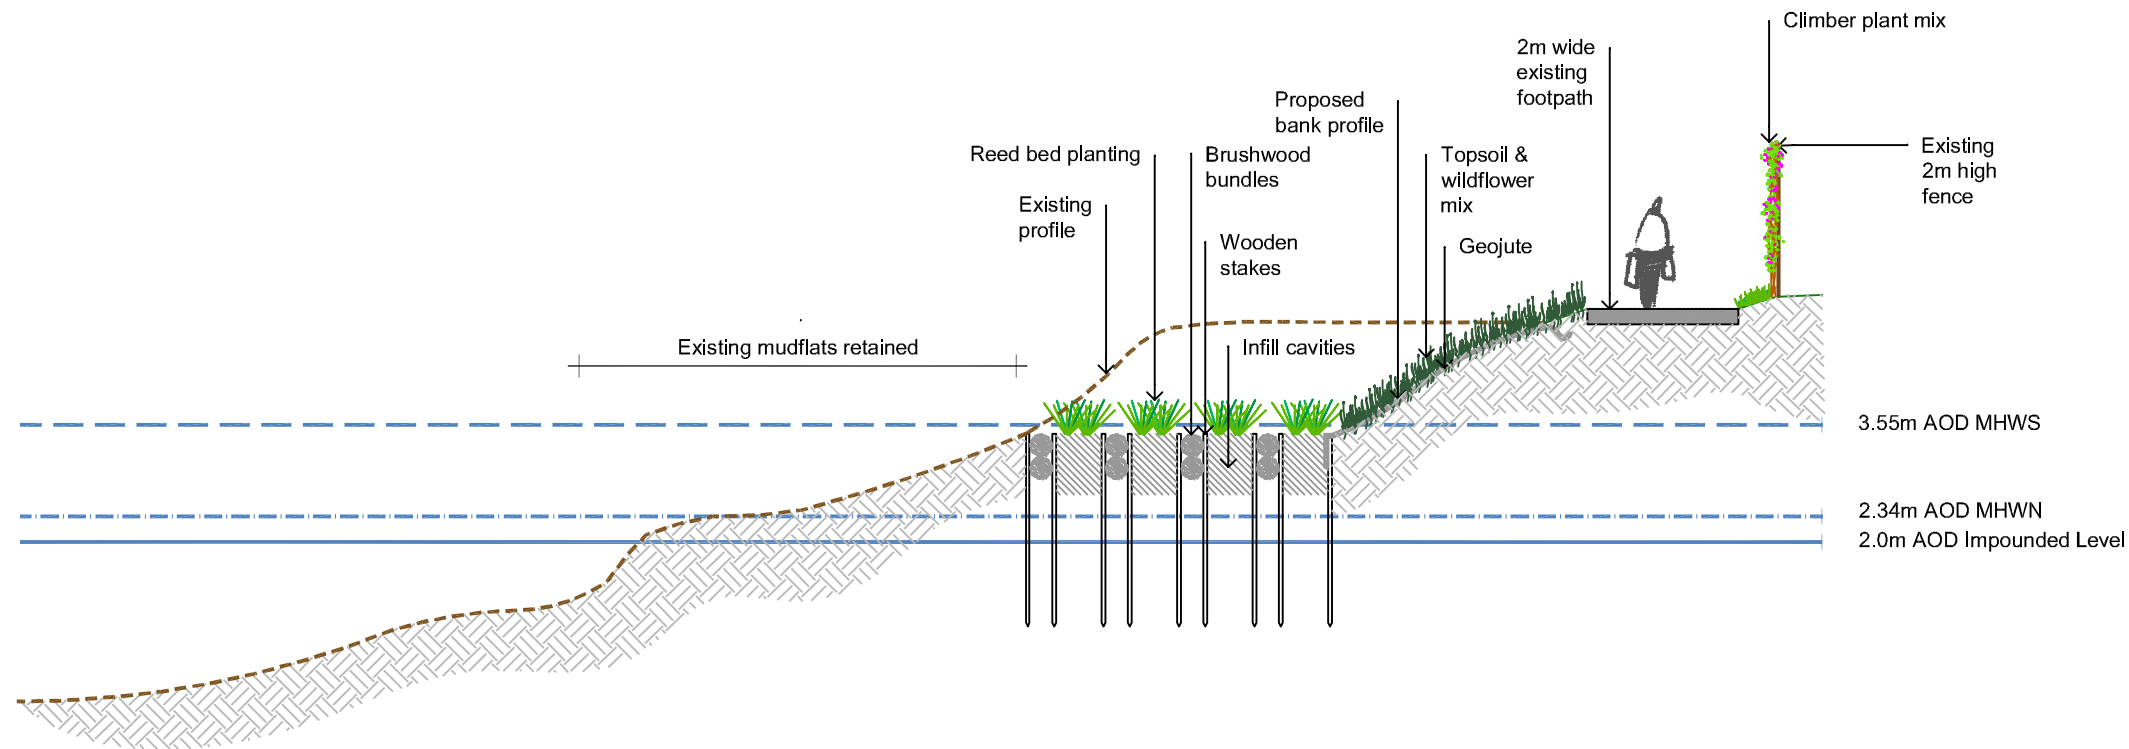 Climber plant mix
2m wide
existing
footpath
Proposed
bank profile
Existing
2m high
fence
Reed bed planting
Brushwood
bundles
Topsoil &
wildflower
mix
Existing
profile
Wooden
stakes
Geojute
Existing mudflats retained
Infill cavities
3.55m AOD MHWS
2.34m AOD MHWN
2.0m AOD Impounded Level